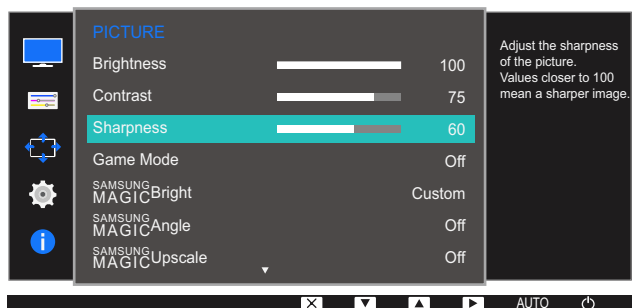 PICTURE
Brightness 100
Contrast 75
Sharpness 60
Game Mode Off
SAMSUNG MAGIC Bright Custom
SAMSUNG MAGIC Angle Off
SAMSUNG MAGIC Upscale Off
Adjust the sharpness
of the picture.
Values closer to 100
mean a sharper image.
AUTO